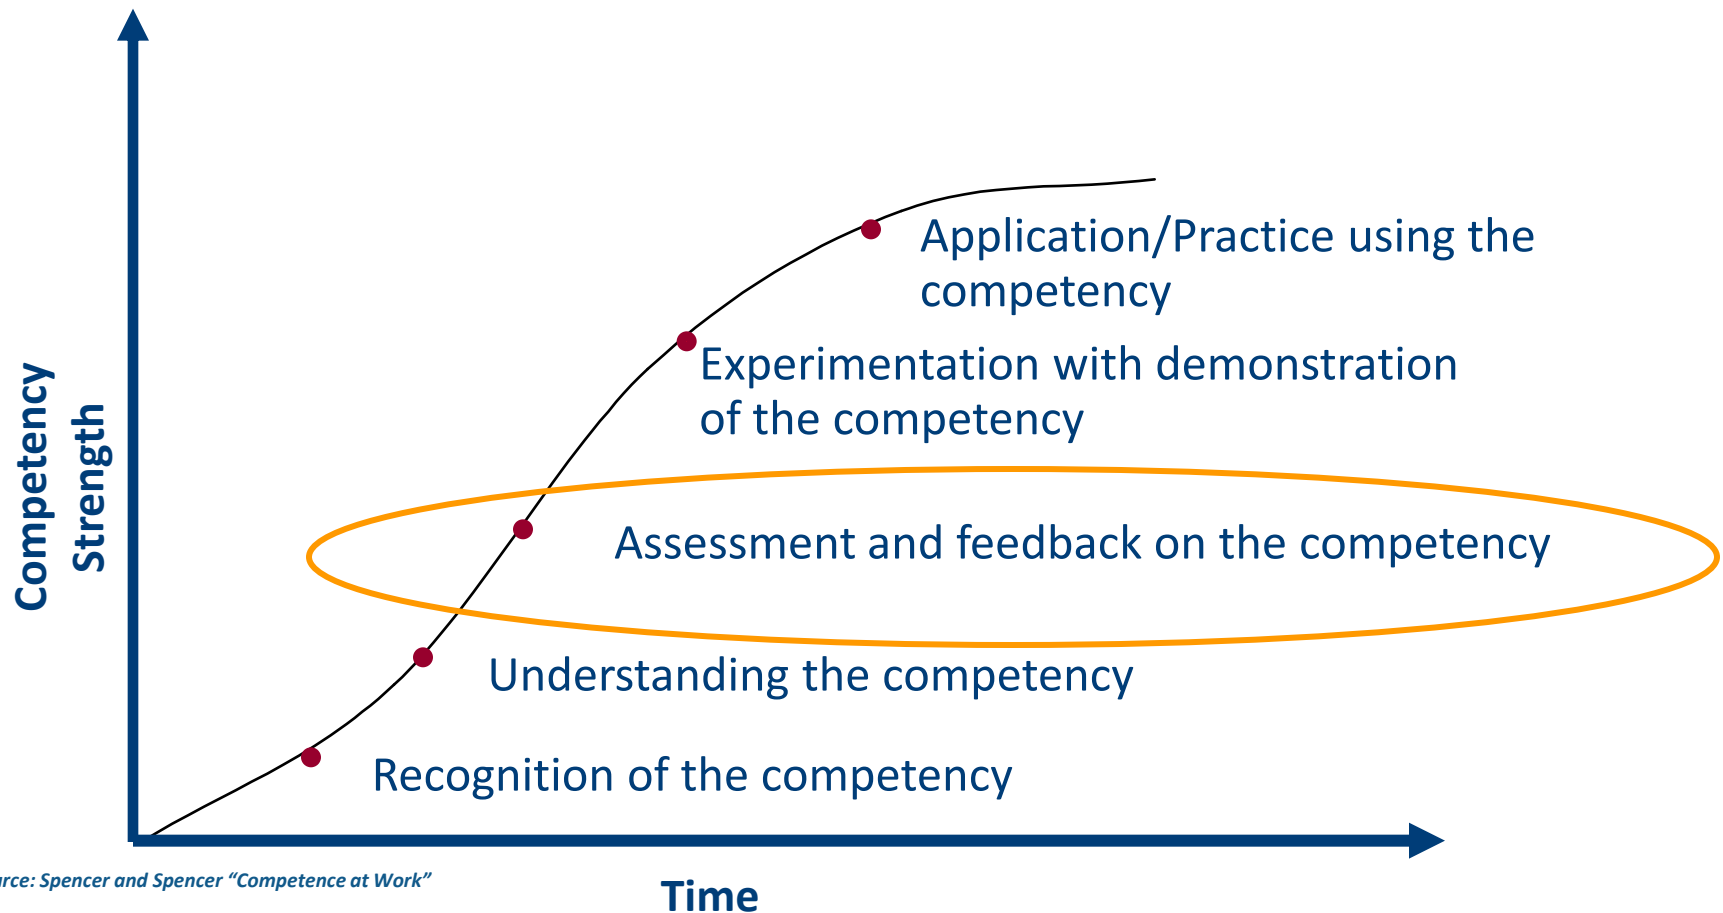 Application/Practice using the
competency
Experimentation with demonstration
of the competency
Competency
Strength
Assessment and feedback on the competency
Understanding the competency
Recognition of the competency
Spencer and Spencer “Competence at Work”
Time